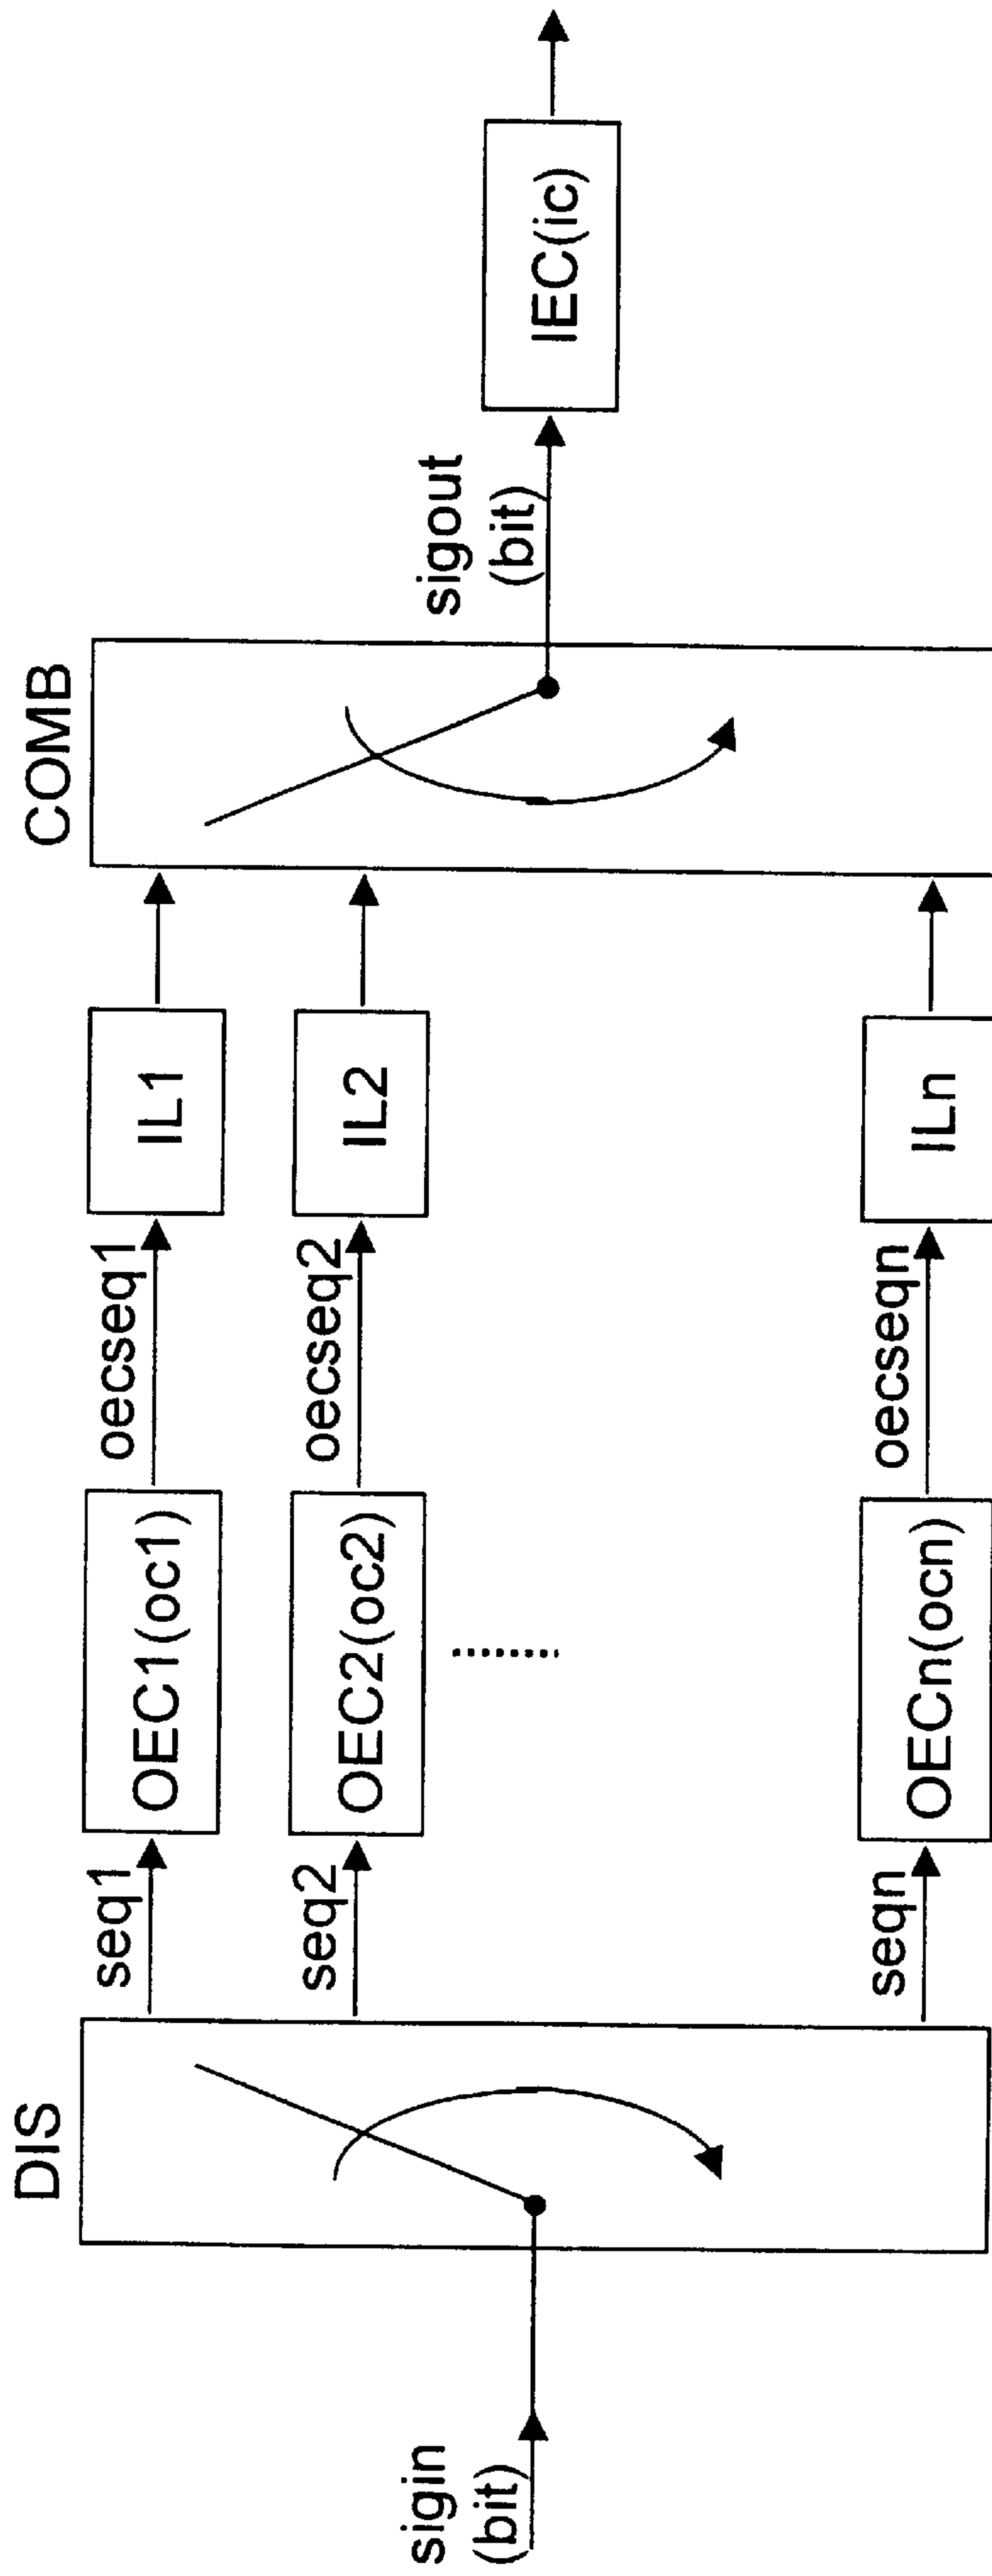 DIS
COMB
sigin
(bit)
seq1
OEC1(oc1)
oecseq1
IL1
seq2
OEC2(oc2)
oecseq2
IL2
seqn
OECn(ocn)
oecseqn
ILn
sigout
(bit)
IEC(ic)